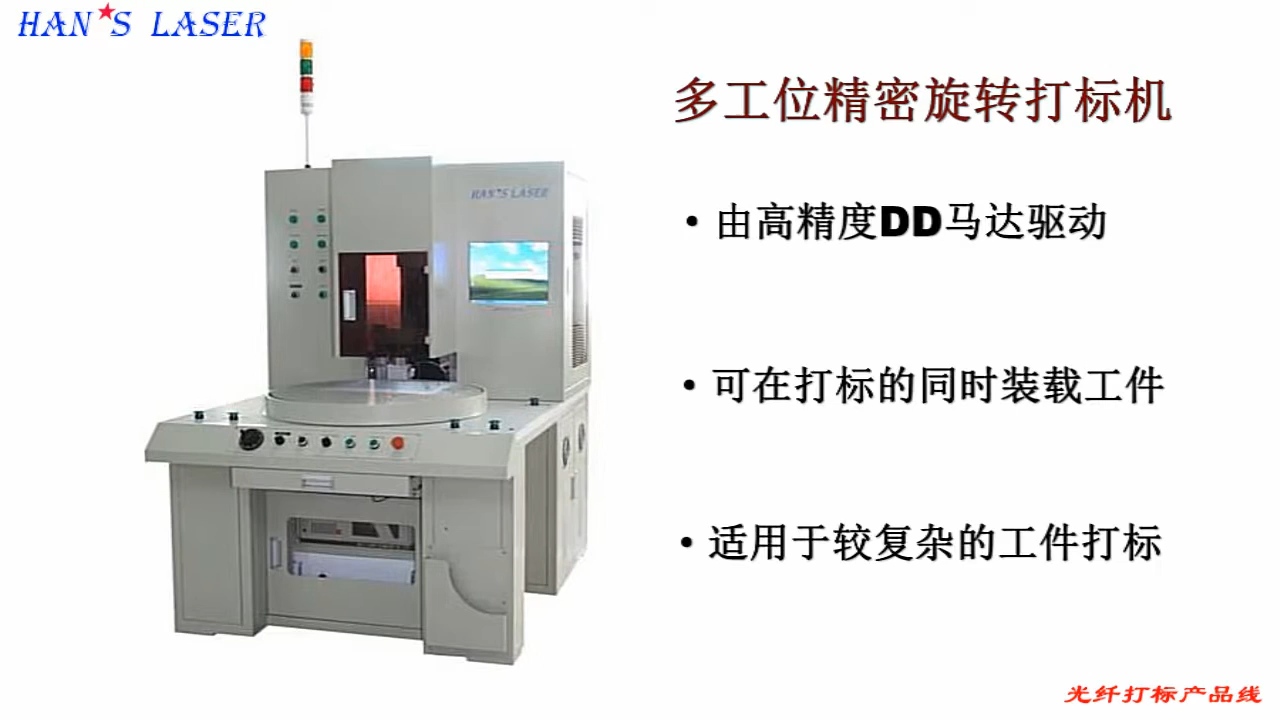 HAN★S LASER
多工位精密旋转打标机
HAN★S LASER
• 由高精度DD马达驱动
• 可在打标的同时装载工件
• 适用于较复杂的工件打标
光纤打标产品线